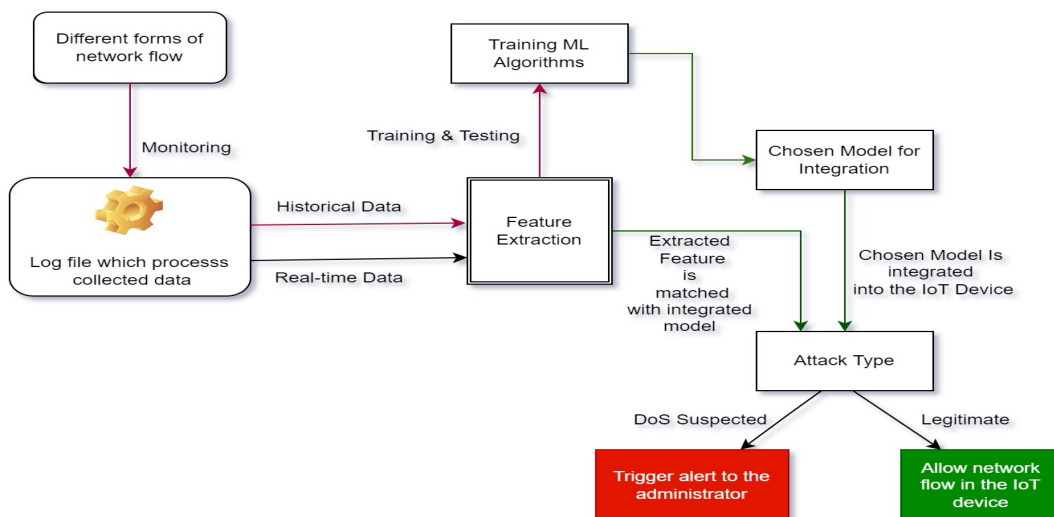 Different forms of
network flow
Monitoring
Log file which processs
collected data
Historical Data
Real-time Data
Training ML
Algorithms
Training & Testing
Feature
Extraction
Extracted
Feature
is
matched
with integrated
model
Chosen Model for
Integration
Chosen Model Is
integrated
into the IoT Device
Attack Type
DoS Suspected
Legitimate
Trigger alert to the
administrator
Allow network
flow in the IoT
device